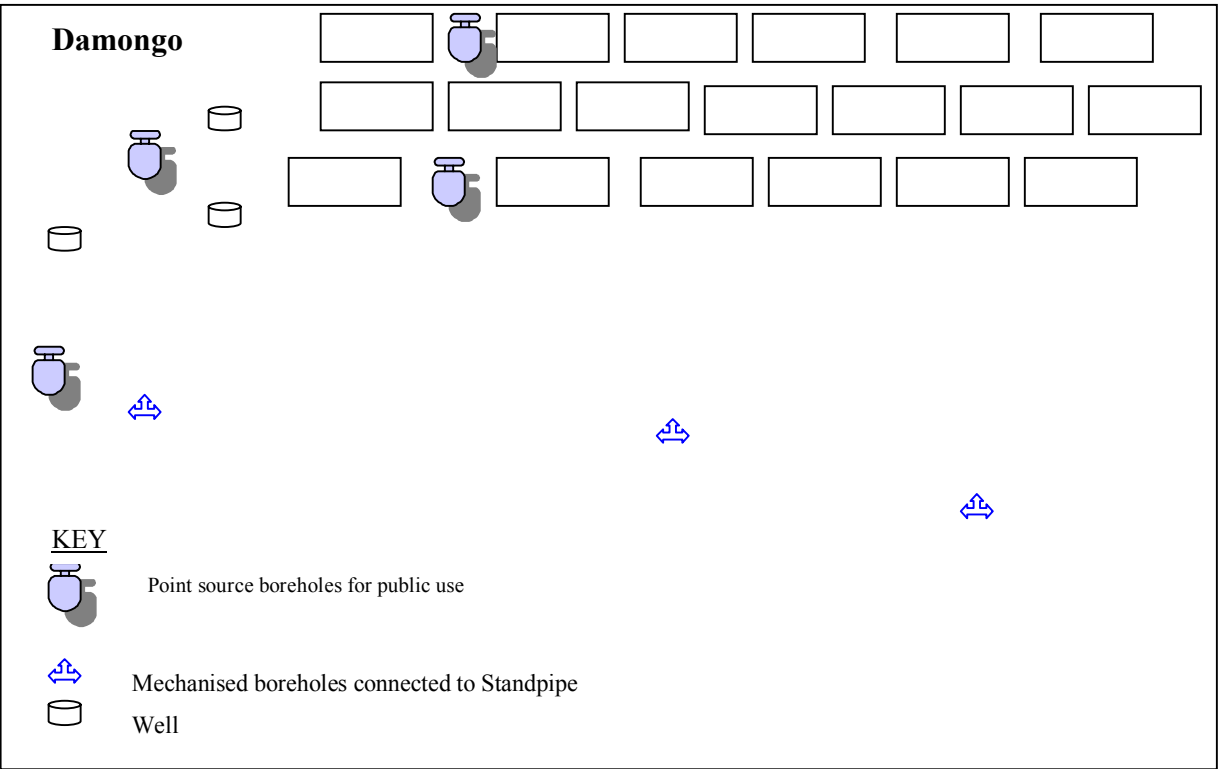 Damongo
KEY
Point source boreholes for public use
Mechanised boreholes connected to Standpipe
Well